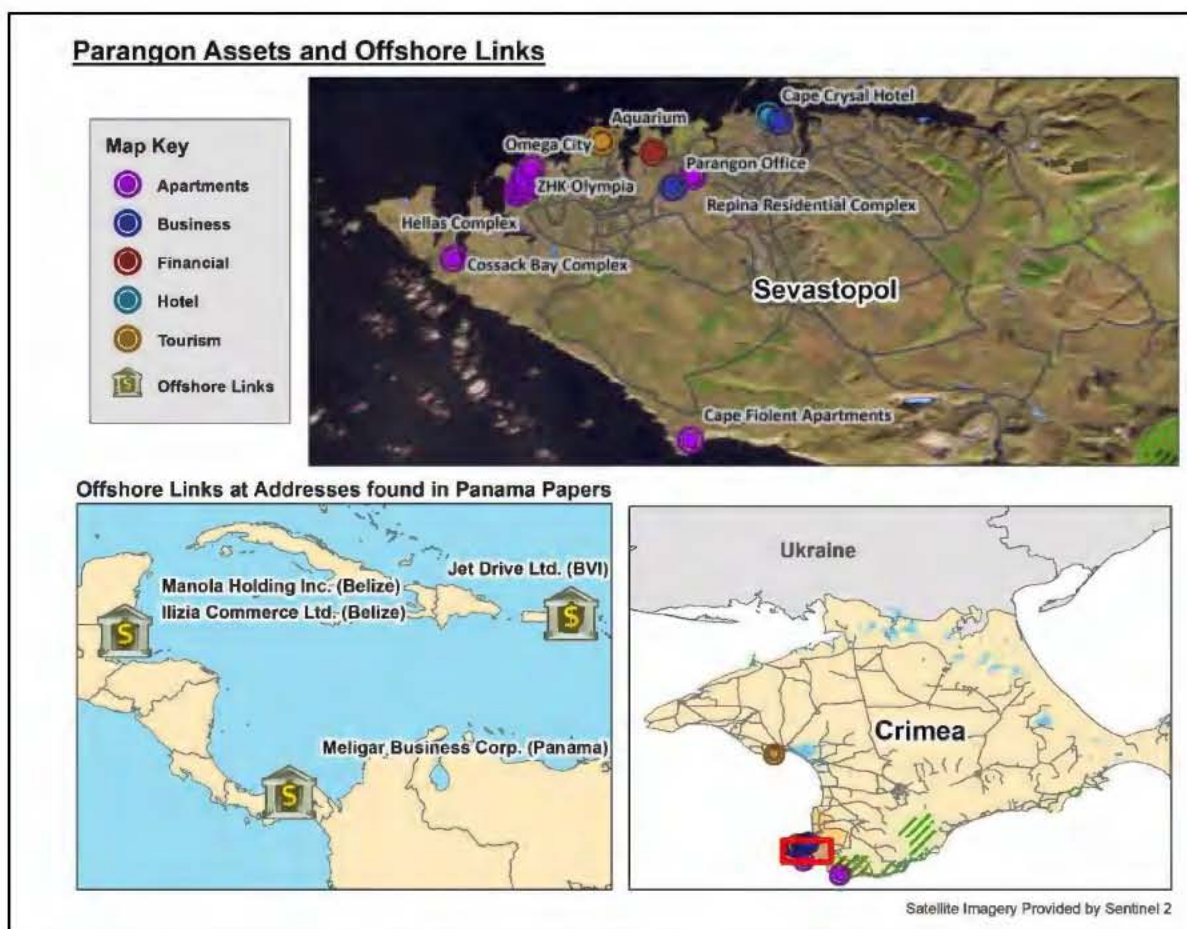 Parangon Assets and Offshore Links
Map Key
Apartments
Business
Financial
Hotel
Tourism
Offshore Links
Cape Crysal Hotel
Aquarium
Omega City
Parangon Office
ZHK Olympia
Repina Residential Complex
Hellas Complex
Cossack Bay Complex
Sevastopol
Cape Fiolent Apartments
Offshore Links at Addresses found in Panama Papers
Jet Drive Ltd. (BVI)
Manola Holding Inc. (Belize)
Ilizia Commerce Ltd. (Belize)
$
$
Meligar Business Corp. (Panama)
$
Ukraine
Crimea
Satellite Imagery Provided by Sentinel 2